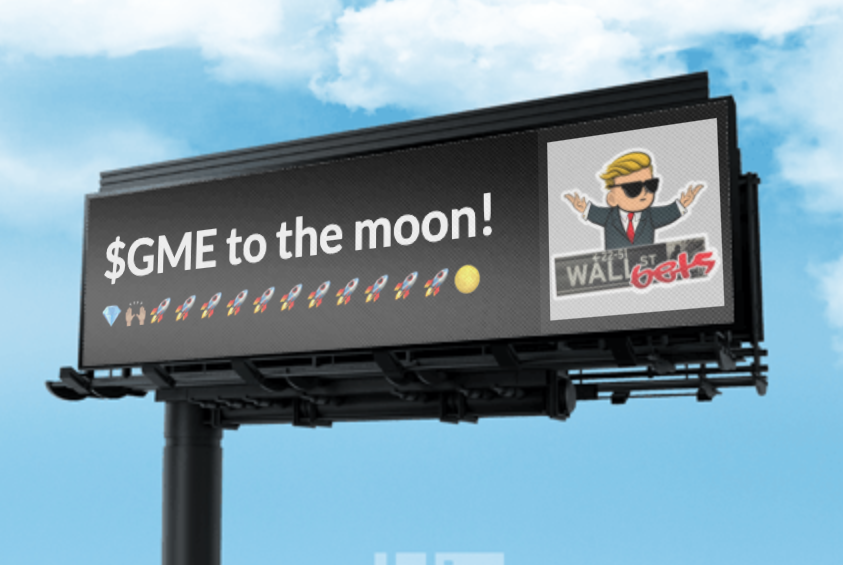 $GME to the moon!
💎🙌🏽🚀🚀🚀🚀🚀🚀🚀🚀🚀🚀🚀🌕
WALL ST
bets